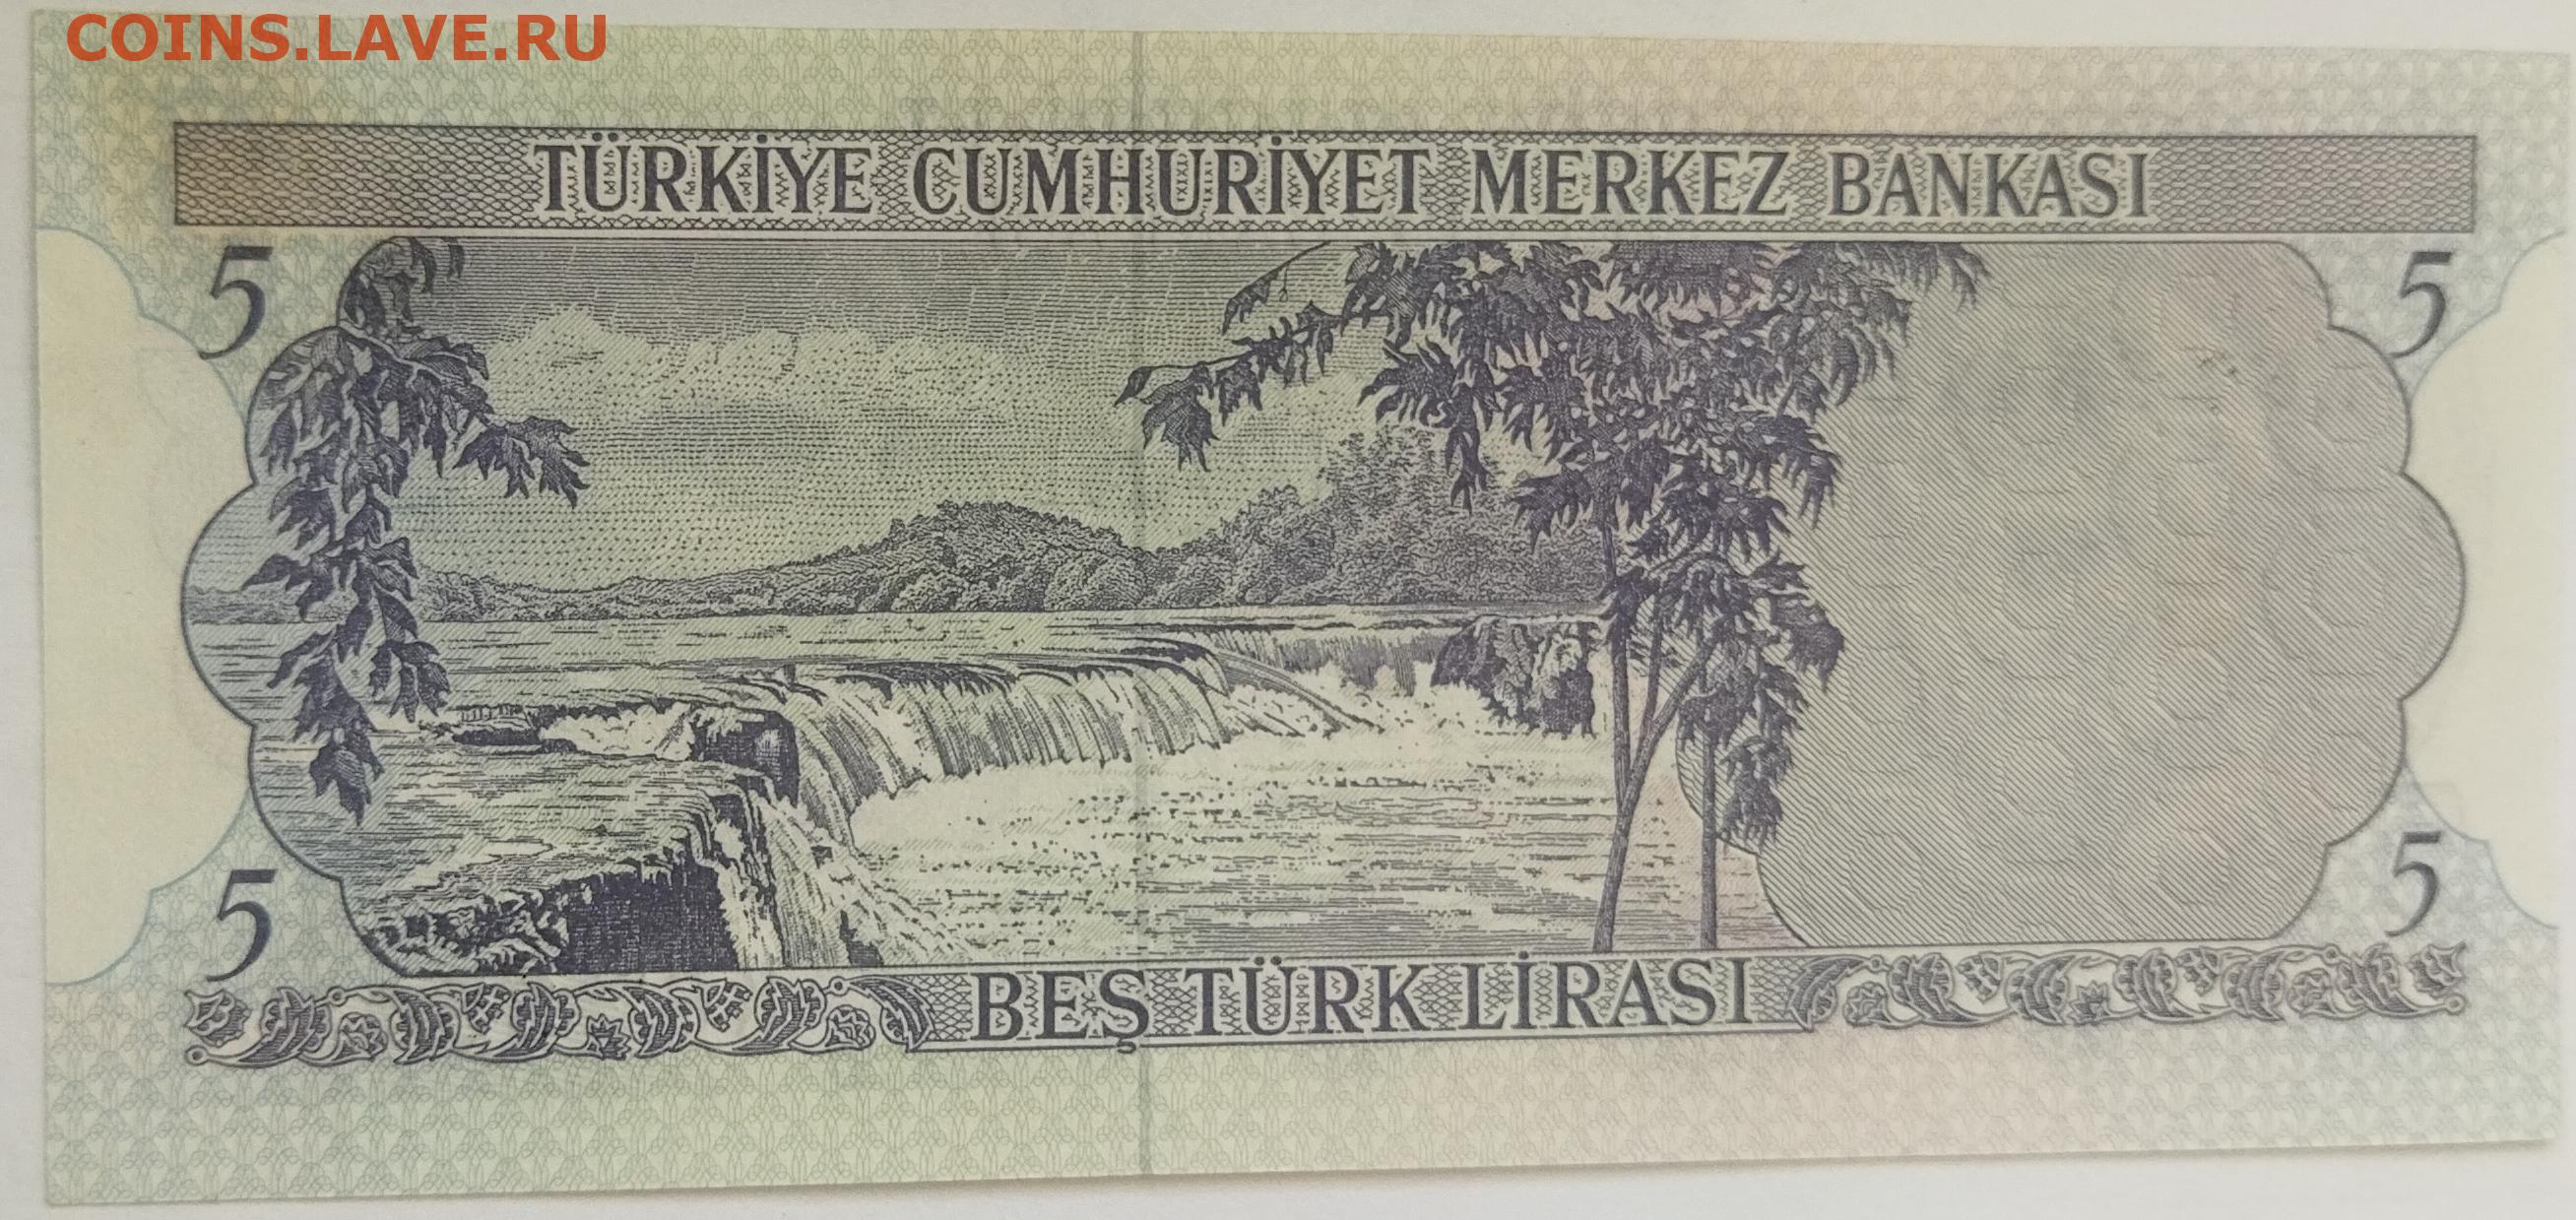 COINS.LAVE.RU
TÜRKİYE CUMHURİYET MERKEZ BANKASI
5 5
5 5
BEŞ TÜRK LİRASI